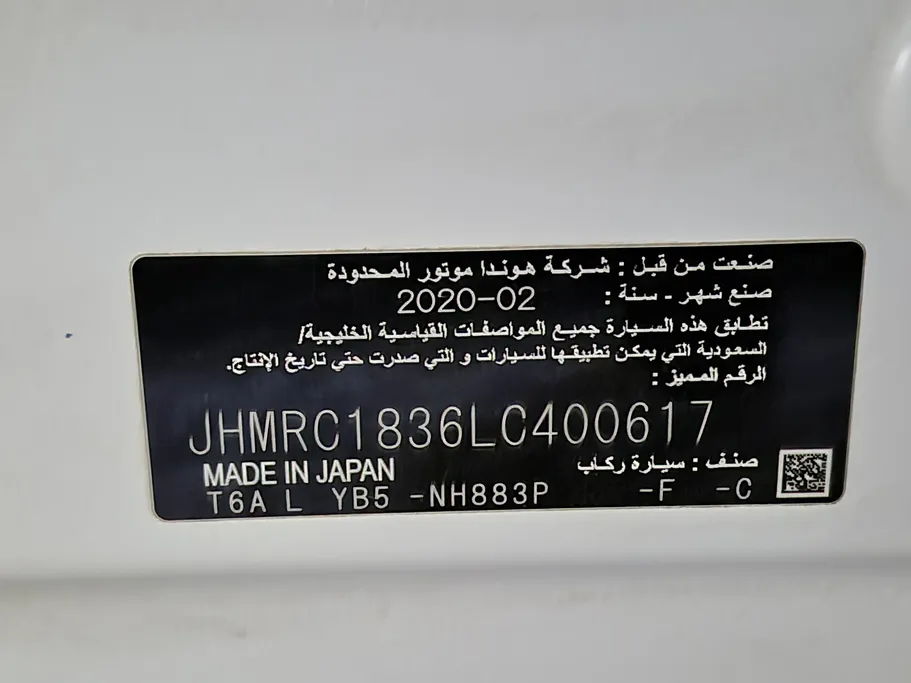 صنعت من قبل : شركة هوندا موتور المحدودة
صنع شهر - سنة : 2020-02
تطابق هذه السيارة جميع المواصفات القياسية الخليجية/
السعودية التي يمكن تطبيقها للسيارات و التي صدرت حتي تاريخ الإنتاج.
الرقم المميز :
JHMRC1836LC400617
صنف : سيارة ركاب
MADE IN JAPAN
T6A L YB5 -NH883P -F -C